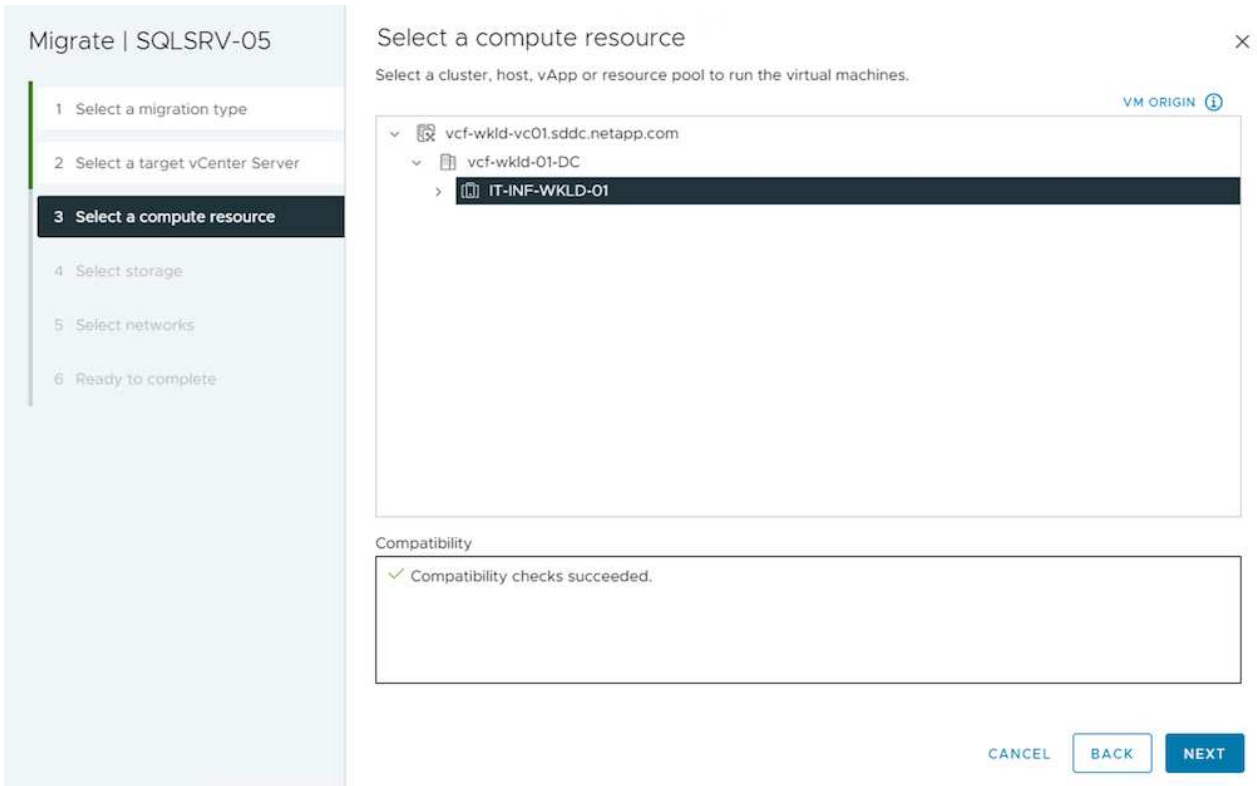 Migrate | SQLSRV-05
1 Select a migration type
2 Select a target vCenter Server
3 Select a compute resource
4 Select storage
5 Select networks
6 Ready to complete
Select a compute resource
Select a cluster, host, vApp or resource pool to run the virtual machines.
VM ORIGIN
vcf-wkld-vc01.sddc.netapp.com
vcf-wkld-01-DC
IT-INF-WKLD-01
Compatibility
Compatibility checks succeeded.
CANCEL
BACK
NEXT